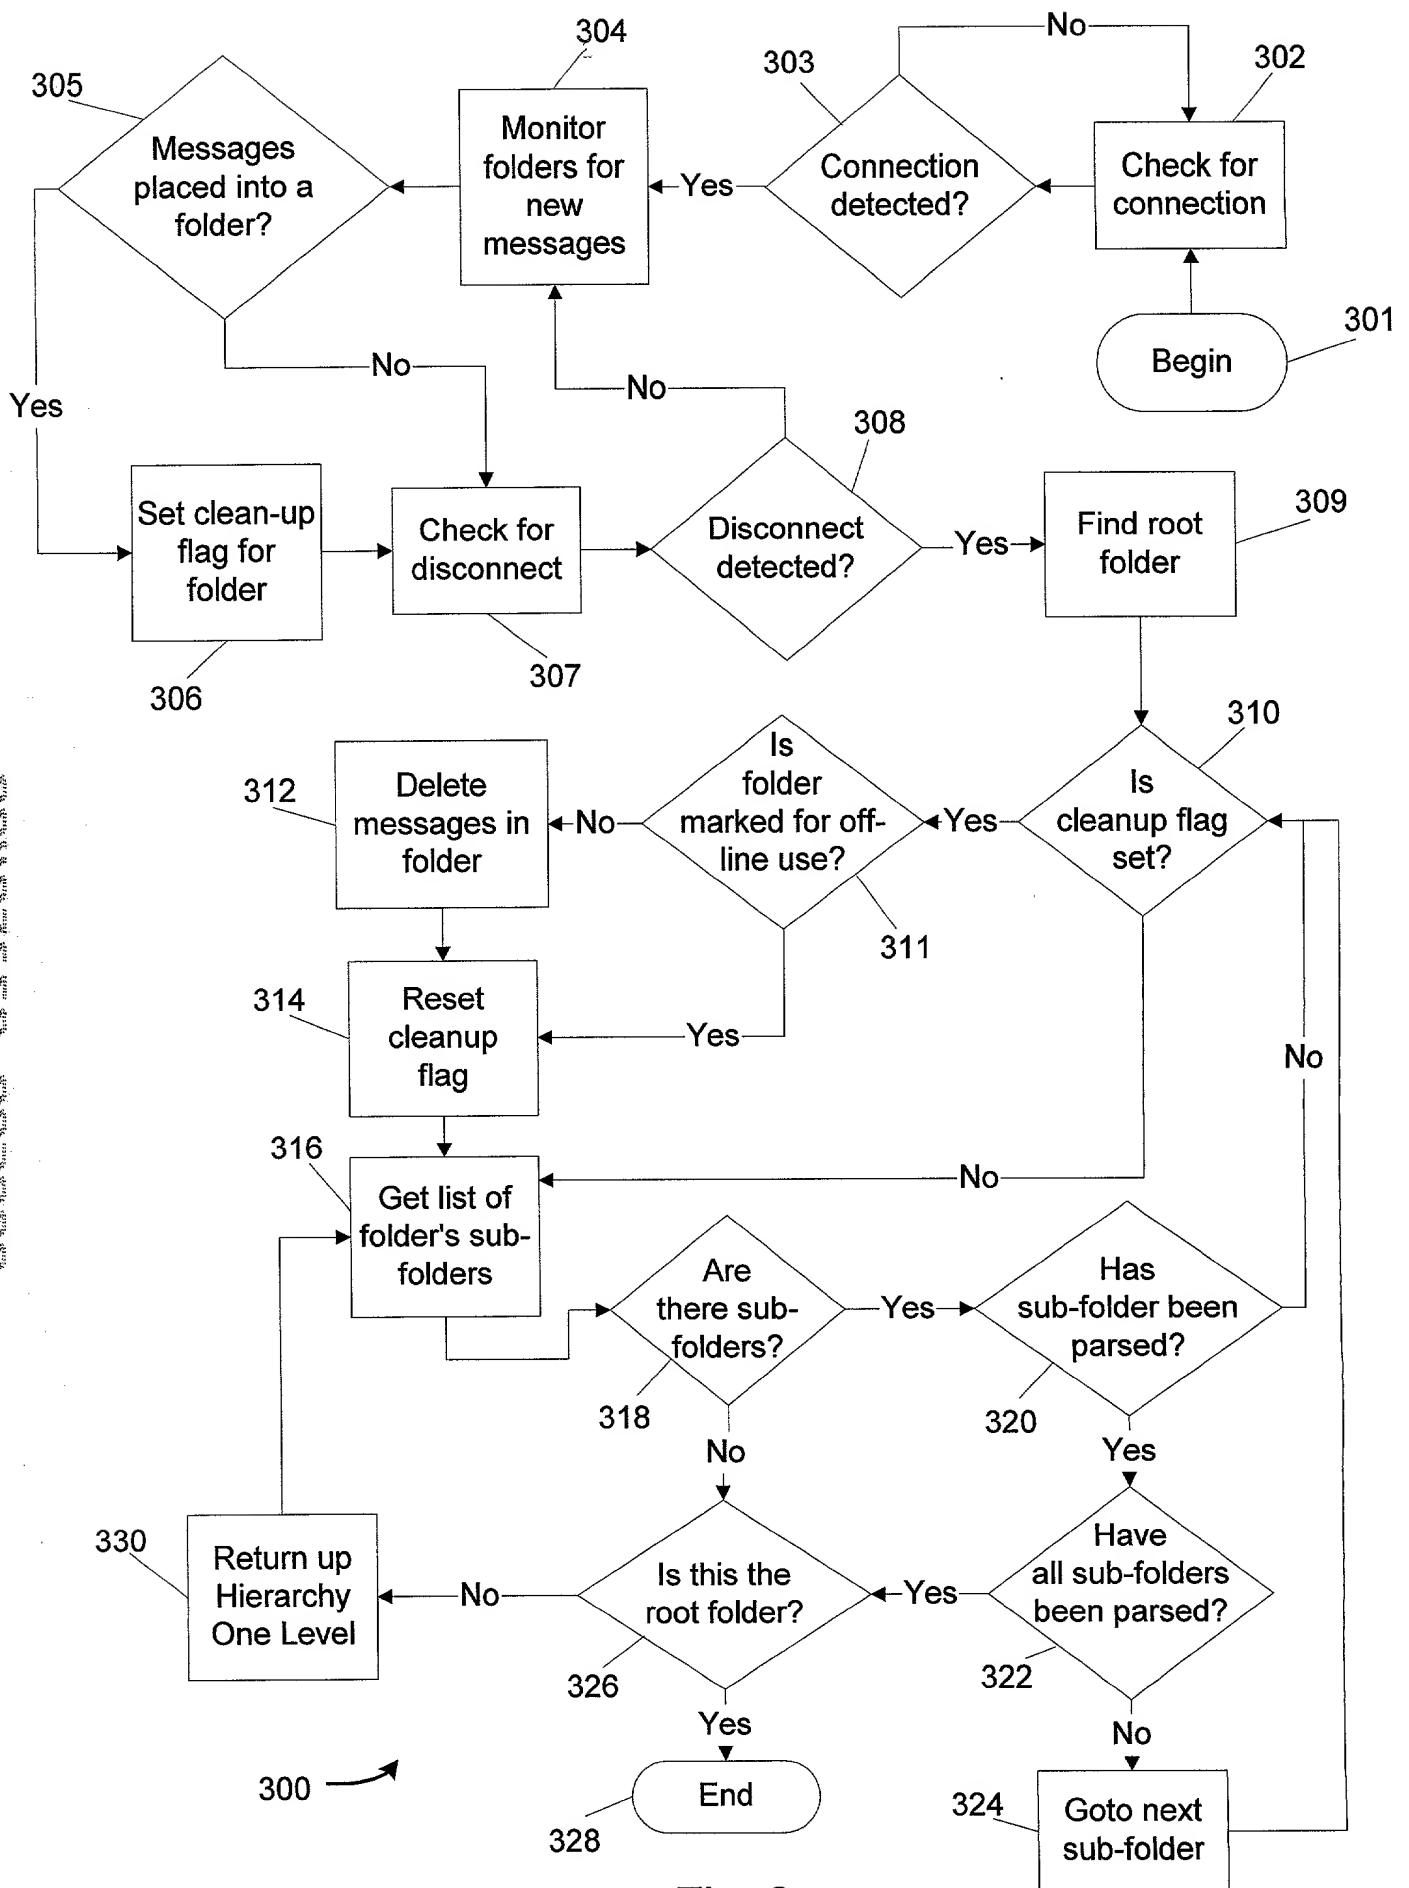 304
No
303
302
305
Monitor
folders for
new
messages
Messages
placed into a
folder?
Connection
detected?
Yes
Check for
connection
301
Begin
No
No
Yes
308
309
Set clean-up
flag for
folder
Check for
disconnect
Disconnect
detected?
Yes
Find root
folder
306
307
310
312
Delete
messages in
folder
No
Is
folder
marked for off-
line use?
Yes
Is
cleanup flag
set?
311
314
Reset
cleanup
flag
Yes
No
316
Get list of
folder's sub-
folders
No
Are
there sub-
folders?
Yes
Has
sub-folder been
parsed?
318
320
No
Yes
330
Return up
Hierarchy
One Level
No
Is this the
root folder?
Yes
Have
all sub-folders
been parsed?
326
322
Yes
No
300
End
328
324
Goto next
sub-folder